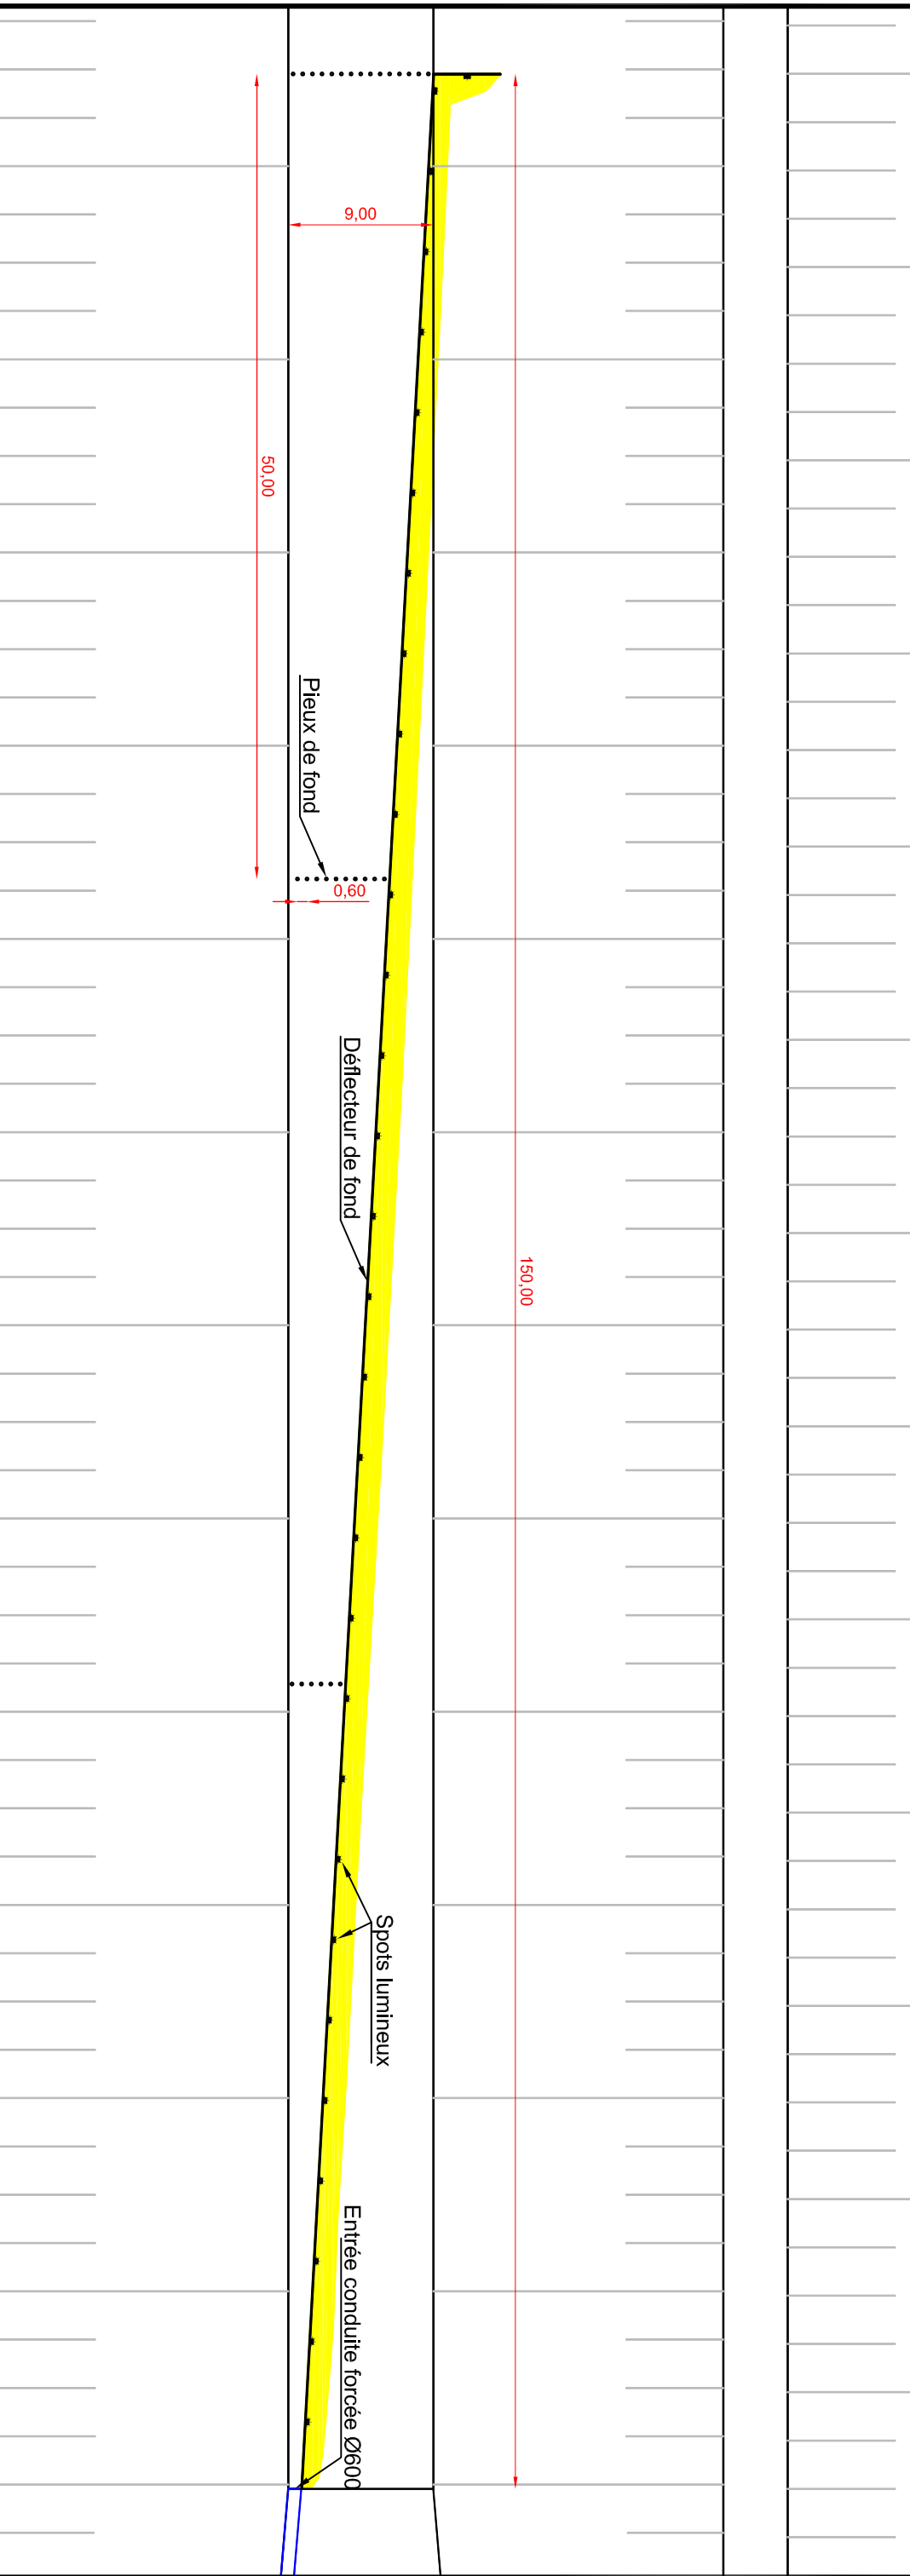 9,00
50,00
Pieux de fond
0,60
Déflecteur de fond
150,00
Spots lumineux
Entrée conduite forcée Ø600